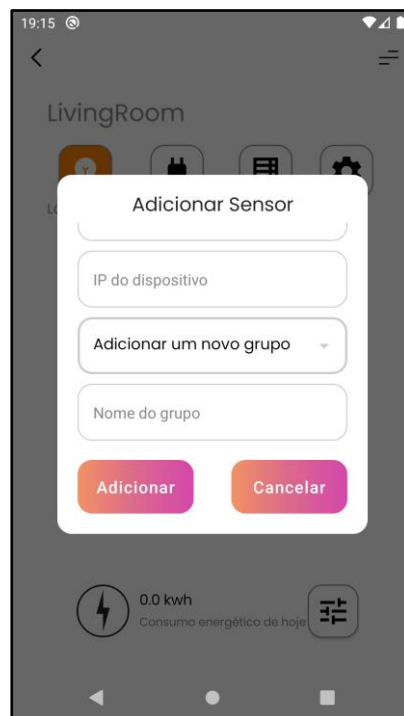 19:15
LivingRoom
Adicionar Sensor
IP do dispositivo
Adicionar um novo grupo
Nome do grupo
Adicionar
Cancelar
0.0 kwh
Consumo energético de hoje